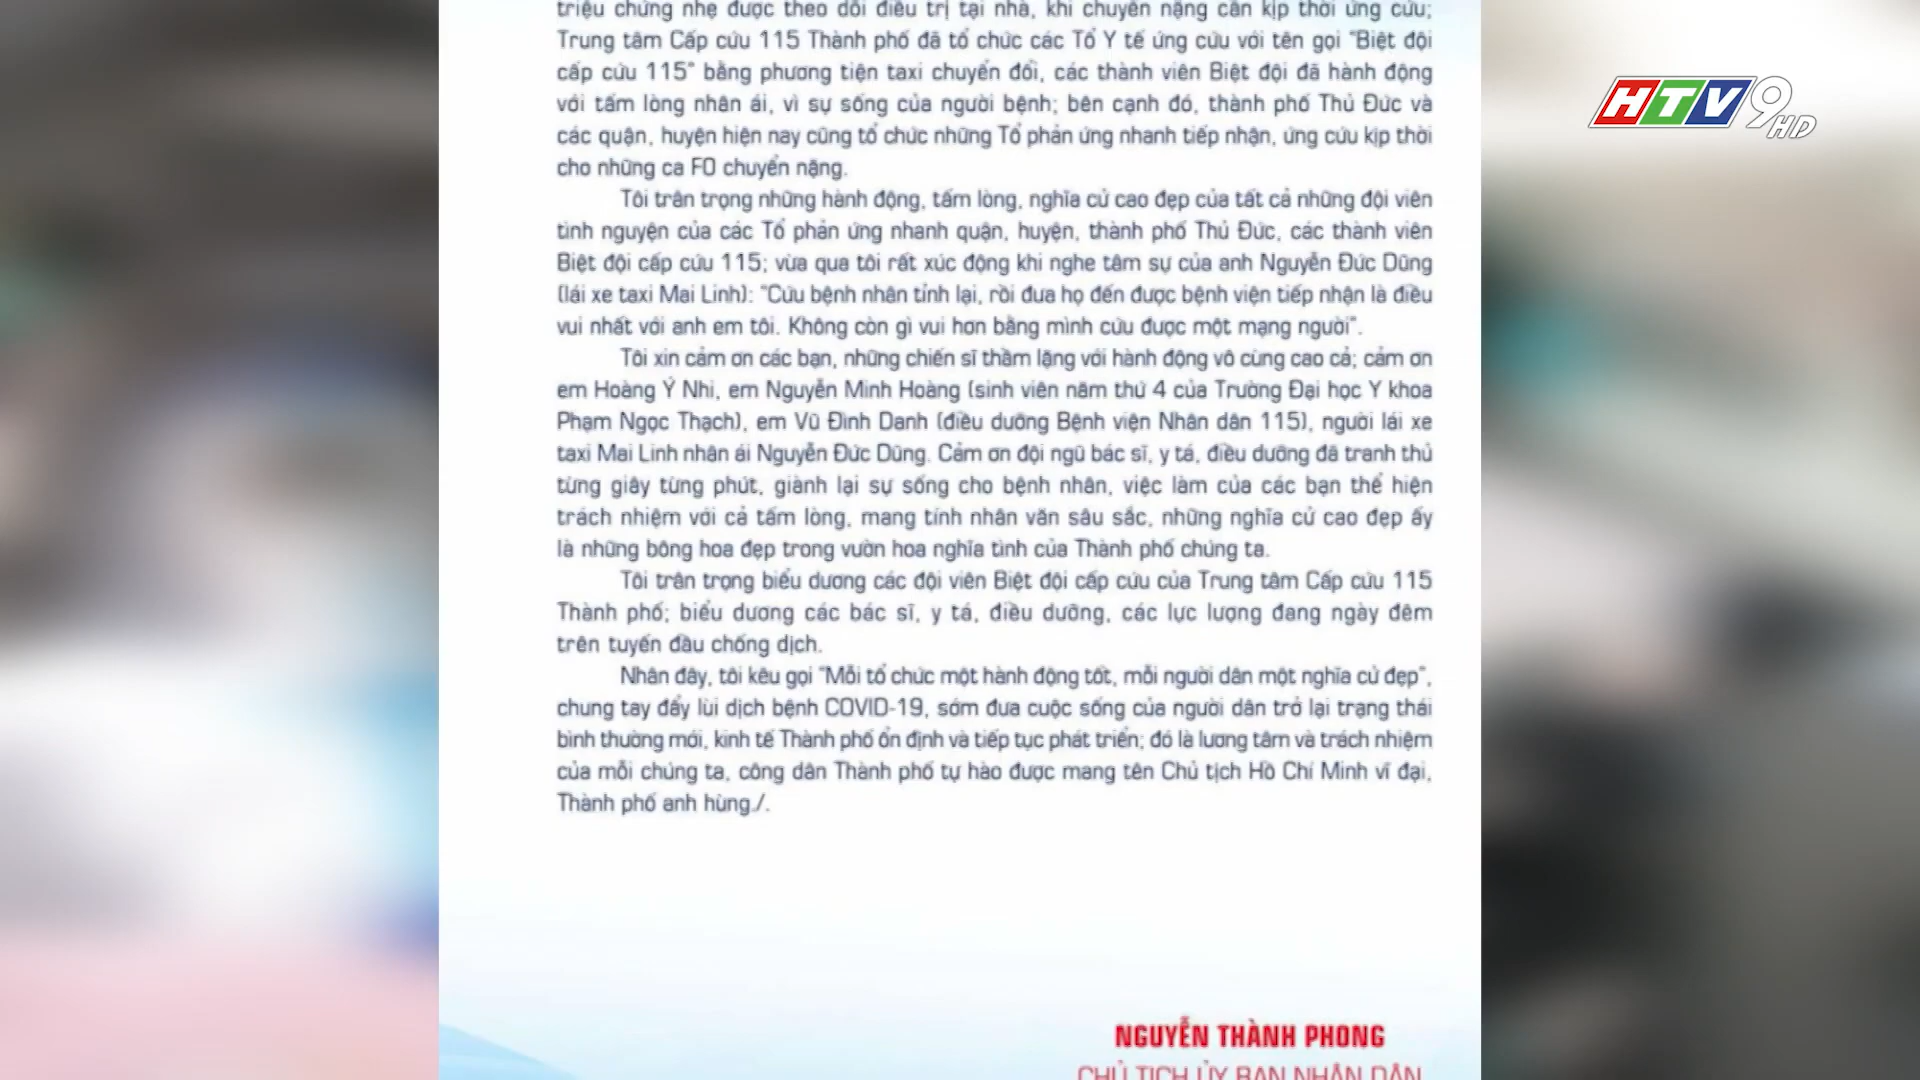 triệu chứng nhẹ được theo dõi điều trị tại nhà, khi chuyển nặng cần kịp thời ứng cứu;
Trung tâm Cấp cứu 115 Thành phố đã tổ chức các Tổ Y tế ứng cứu với tên gọi "Biệt đội
cấp cứu 115" bằng phương tiện taxi chuyển đổi, các thành viên Biệt đội đã hành động
với tấm lòng nhân ái, vì sự sống của người bệnh; bên cạnh đó, thành phố Thủ Đức và
các quận, huyện hiện nay cũng tổ chức những Tổ phản ứng nhanh tiếp nhận, ứng cứu kịp thời
cho những ca F0 chuyển nặng.
Tôi trân trọng những hành động, tấm lòng, nghĩa cử cao đẹp của tất cả những đội viên
tình nguyện của các Tổ phản ứng nhanh quận, huyện, thành phố Thủ Đức, các thành viên
Biệt đội cấp cứu 115; vừa qua tôi rất xúc động khi nghe tâm sự của anh Nguyễn Đức Dũng
(lái xe taxi Mai Linh): "Cứu bệnh nhân tỉnh lại, rồi đưa họ đến được bệnh viện tiếp nhận là điều
vui nhất với anh em tôi. Không còn gì vui hơn bằng mình cứu được một mạng người".
Tôi xin cảm ơn các bạn, những chiến sĩ thầm lặng với hành động vô cùng cao cả; cảm ơn
em Hoàng Ý Nhi, em Nguyễn Minh Hoàng (sinh viên năm thứ 4 của Trường Đại học Y khoa
Phạm Ngọc Thạch), em Vũ Đình Danh (điều dưỡng Bệnh viện Nhân dân 115), người lái xe
taxi Mai Linh nhân ái Nguyễn Đức Dũng. Cảm ơn đội ngũ bác sĩ, y tá, điều dưỡng đã tranh thủ
từng giây từng phút, giành lại sự sống cho bệnh nhân, việc làm của các bạn thể hiện
trách nhiệm với cả tấm lòng, mang tính nhân văn sâu sắc, những nghĩa cử cao đẹp ấy
là những bông hoa đẹp trong vườn hoa nghĩa tình của Thành phố chúng ta.
Tôi trân trọng biểu dương các đội viên Biệt đội cấp cứu của Trung tâm Cấp cứu 115
Thành phố; biểu dương các bác sĩ, y tá, điều dưỡng, các lực lượng đang ngày đêm
trên tuyến đầu chống dịch.
Nhân đây, tôi kêu gọi "Mỗi tổ chức một hành động tốt, mỗi người dân một nghĩa cử đẹp",
chung tay đẩy lùi dịch bệnh COVID-19, sớm đưa cuộc sống của người dân trở lại trạng thái
bình thường mới, kinh tế Thành phố ổn định và tiếp tục phát triển; đó là lương tâm và trách nhiệm
của mỗi chúng ta, công dân Thành phố tự hào được mang tên Chủ tịch Hồ Chí Minh vĩ đại,
Thành phố anh hùng./.
NGUYỄN THÀNH PHONG
CHỦ TỊCH ỦY BAN NHÂN DÂN
HTV9 HD